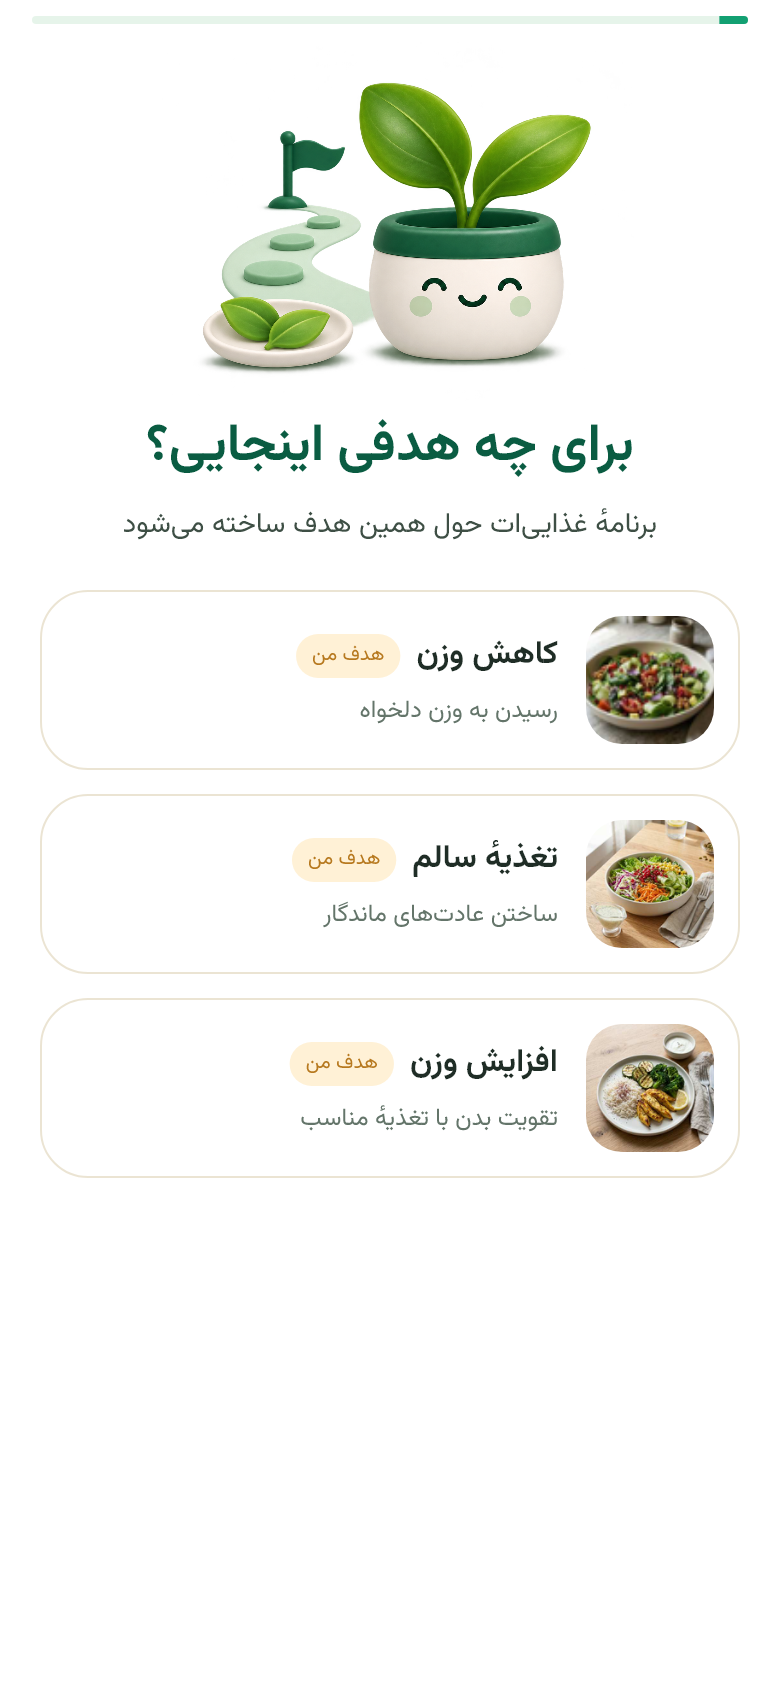 برای چه هدفی اینجایی؟
برنامهٔ غذایی‌ات حول همین هدف ساخته می‌شود
کاهش وزن هدف من
رسیدن به وزن دلخواه
تغذیهٔ سالم هدف من
ساختن عادت‌های ماندگار
افزایش وزن هدف من
تقویت بدن با تغذیهٔ مناسب